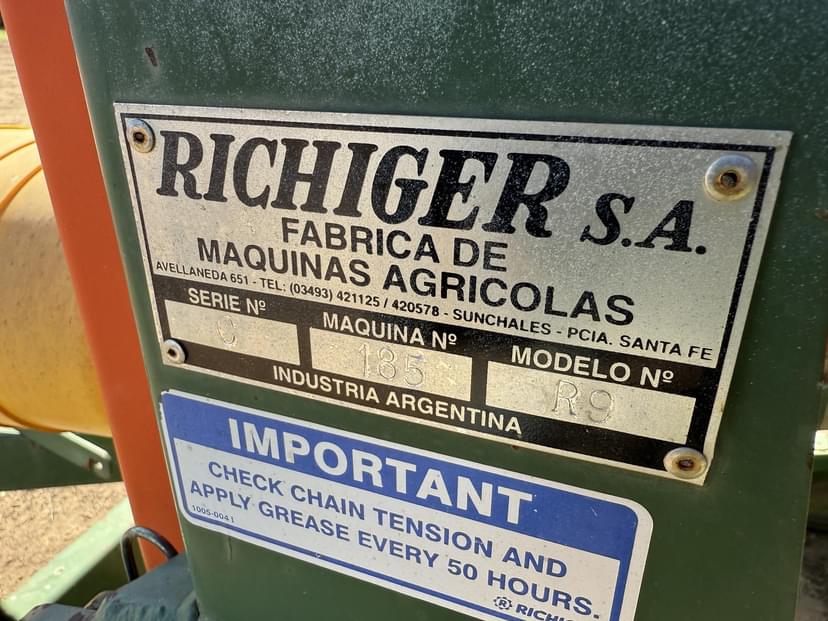 RICHIGER S.A.
FABRICA DE
MAQUINAS AGRICOLAS
AVELLANEDA 651 - TEL: (03493) 421125 / 420578 - SUNCHALES - PCIA. SANTA FE
SERIE Nº MAQUINA Nº MODELO Nº
C 185 R9
INDUSTRIA ARGENTINA
IMPORTANT
CHECK CHAIN TENSION AND
APPLY GREASE EVERY 50 HOURS.
1005-0041